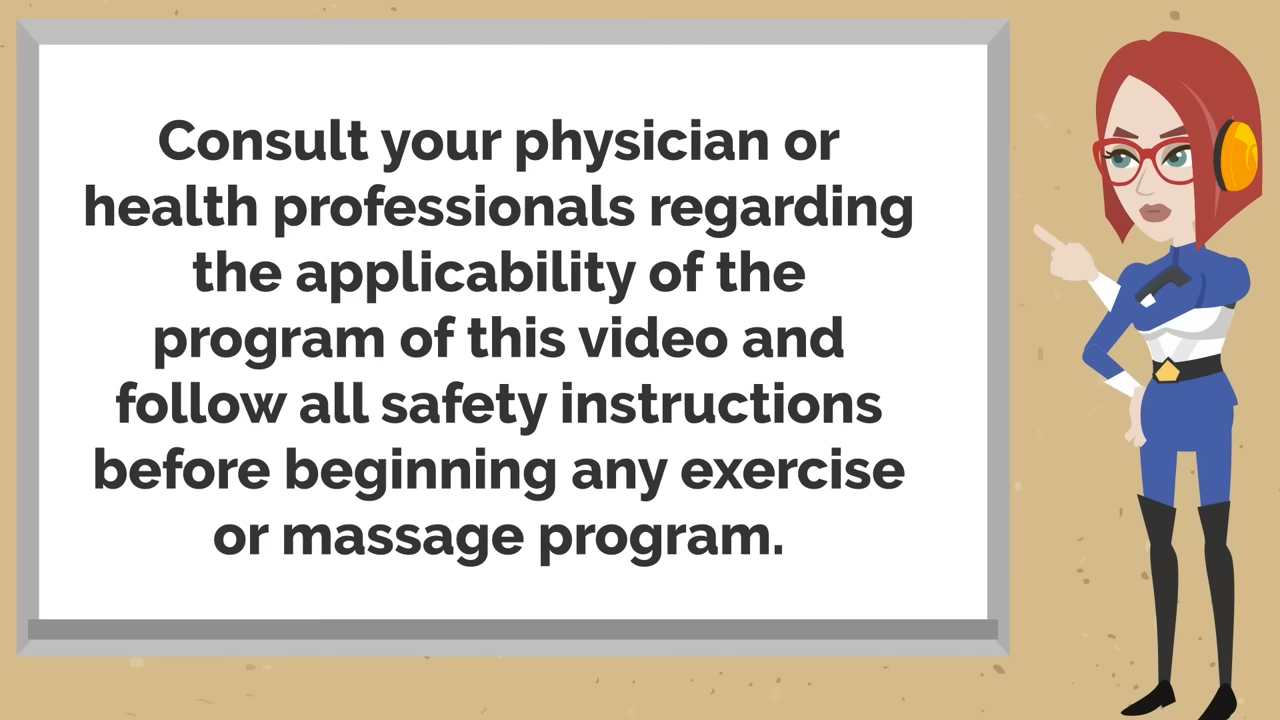 Consult your physician or
health professionals regarding
the applicability of the
program of this video and
follow all safety instructions
before beginning any exercise
or massage program.